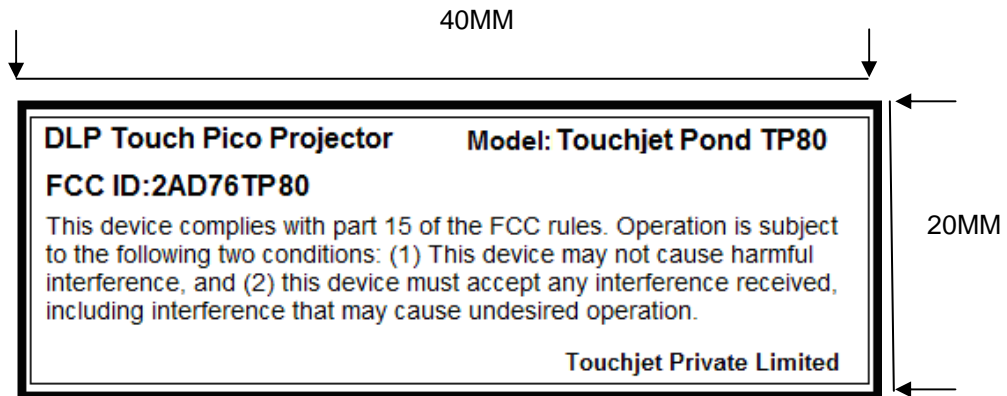 40MM
DLP Touch Pico Projector Model: Touchjet Pond TP80
FCC ID:2AD76TP80
This device complies with part 15 of the FCC rules. Operation is subject
to the following two conditions: (1) This device may not cause harmful
interference, and (2) this device must accept any interference received,
including interference that may cause undesired operation.
Touchjet Private Limited
20MM